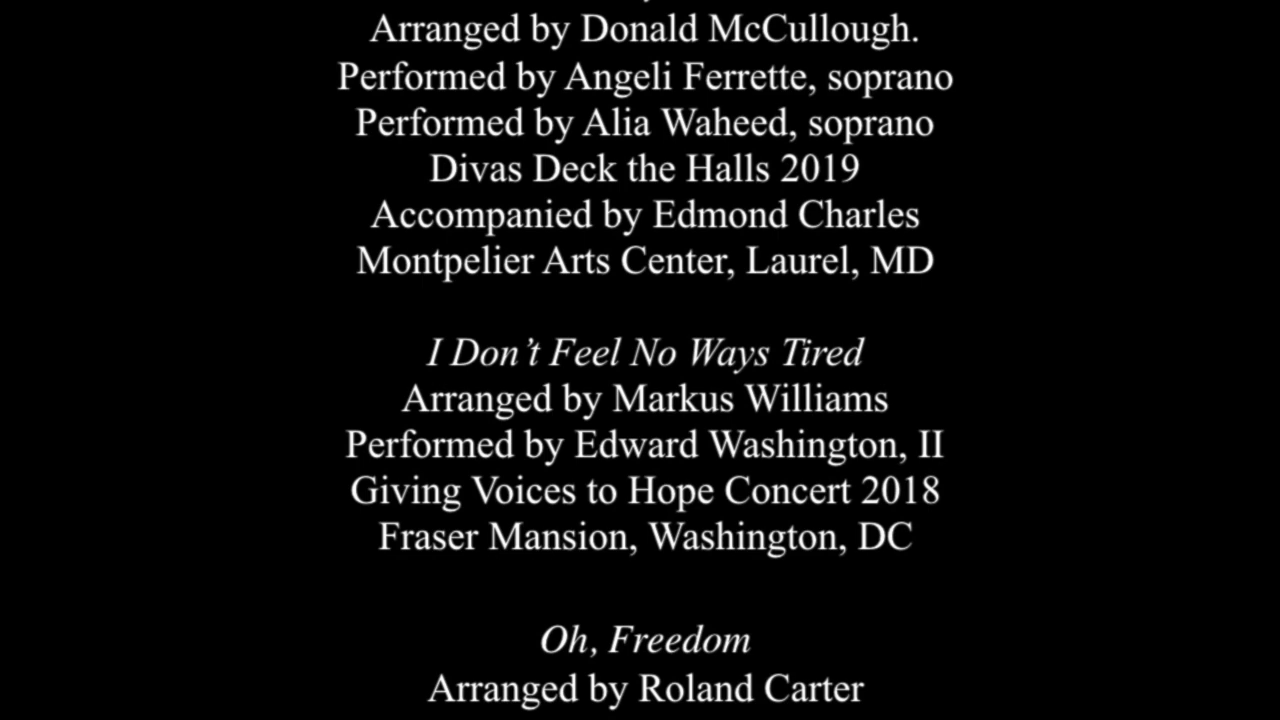 Arranged by Donald McCullough.
Performed by Angeli Ferrette, soprano
Performed by Alia Waheed, soprano
Divas Deck the Halls 2019
Accompanied by Edmond Charles
Montpelier Arts Center, Laurel, MD
I Don’t Feel No Ways Tired
Arranged by Markus Williams
Performed by Edward Washington, II
Giving Voices to Hope Concert 2018
Fraser Mansion, Washington, DC
Oh, Freedom
Arranged by Roland Carter